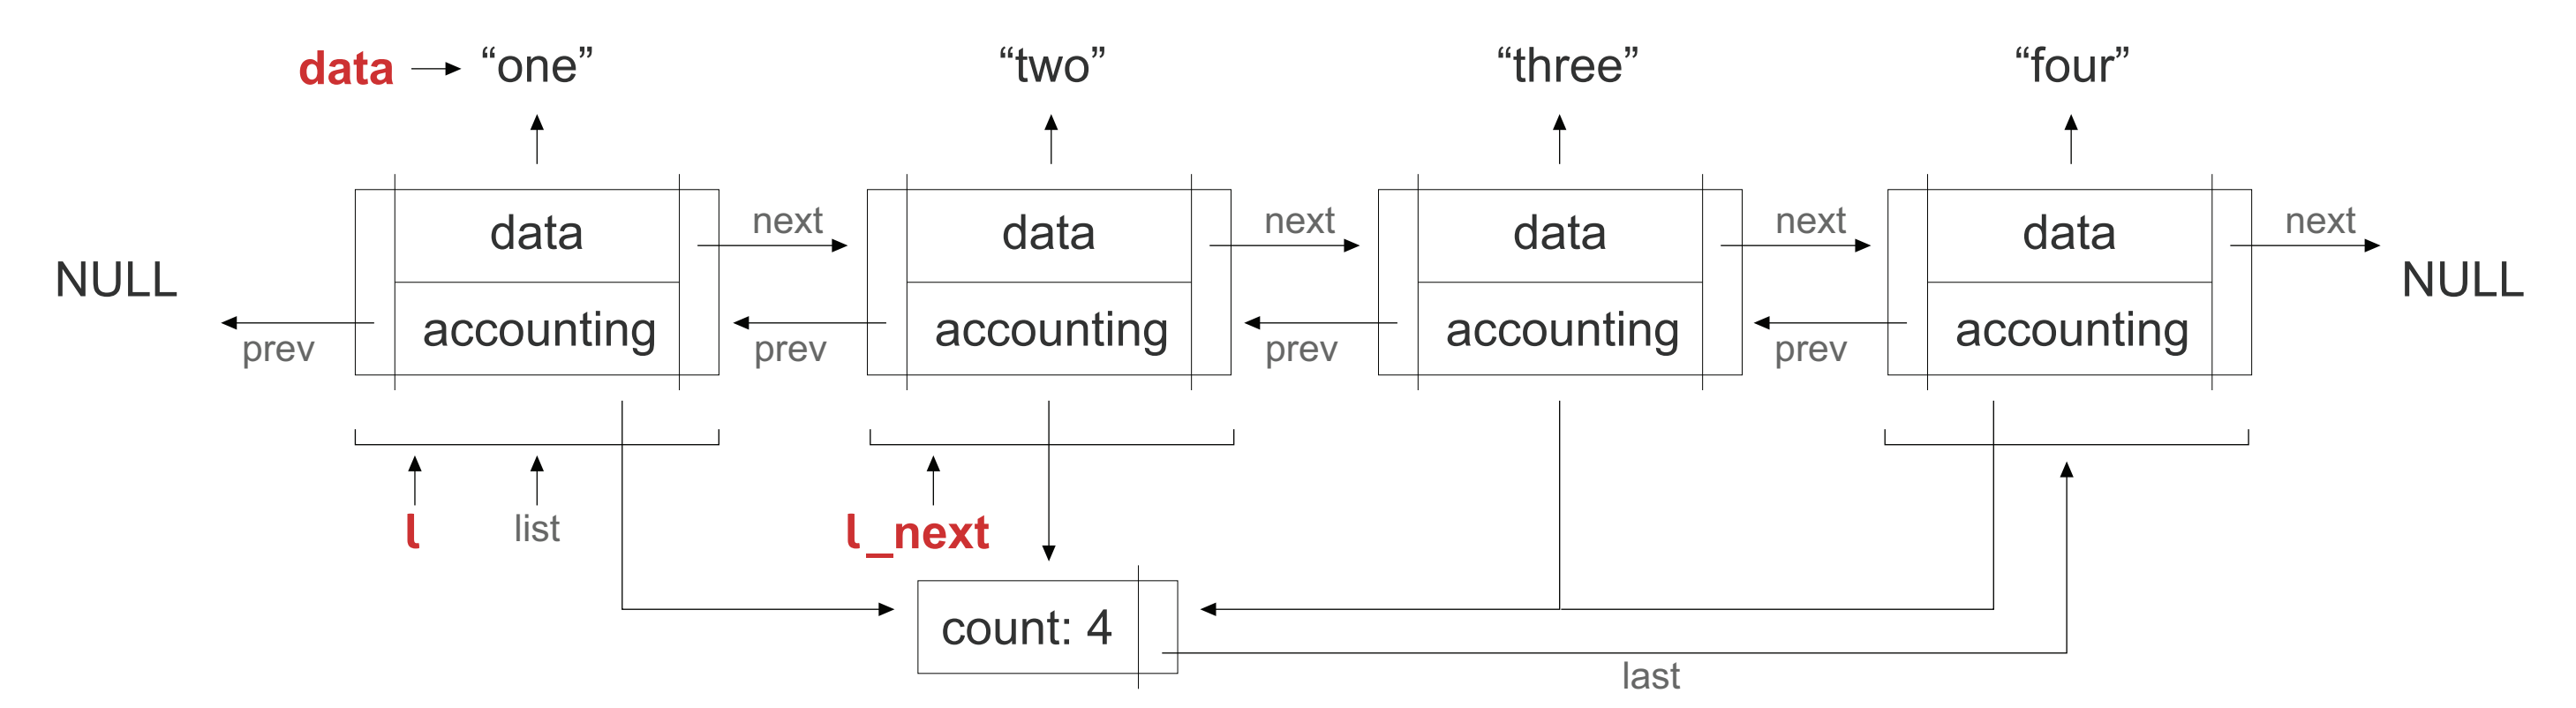 data “one” “two” “three” “four”
data next data next data next data next
NULL NULL
accounting accounting accounting accounting
prev prev prev prev
l list l_next
count: 4
last